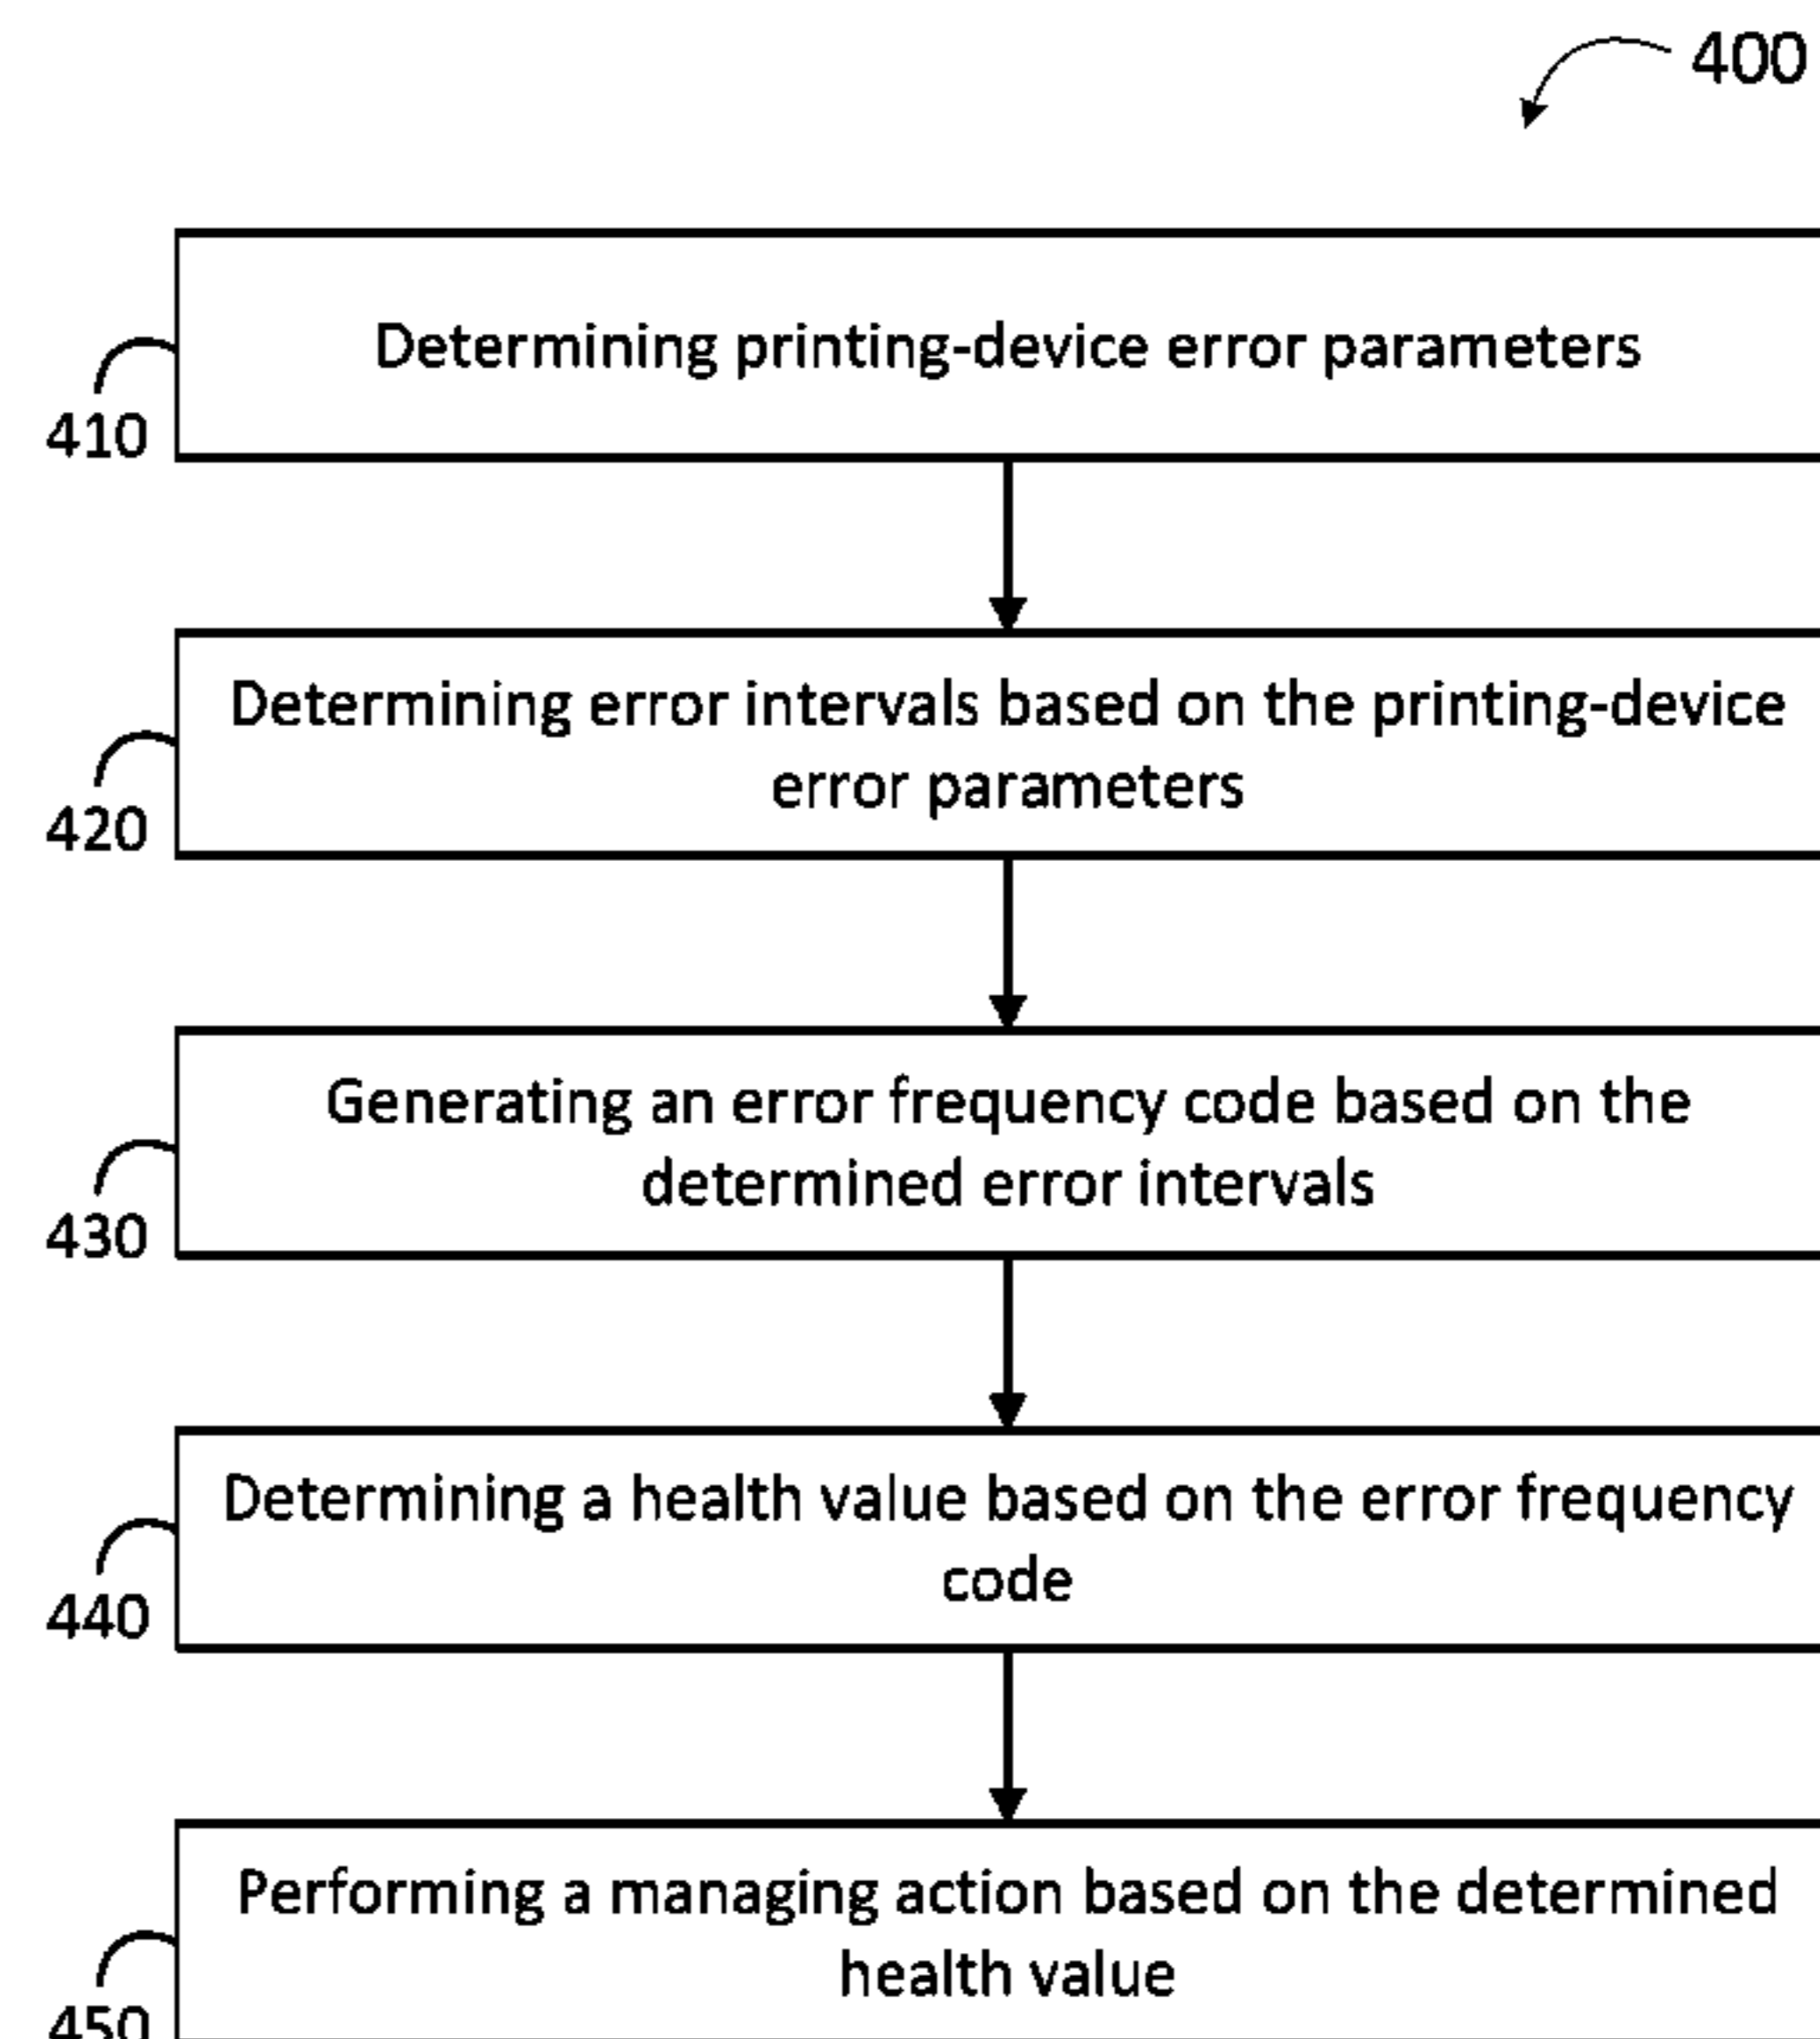 400
Determining printing-device error parameters
410
Determining error intervals based on the printing-device
error parameters
420
Generating an error frequency code based on the
determined error intervals
430
Determining a health value based on the error frequency
code
440
Performing a managing action based on the determined
health value
450